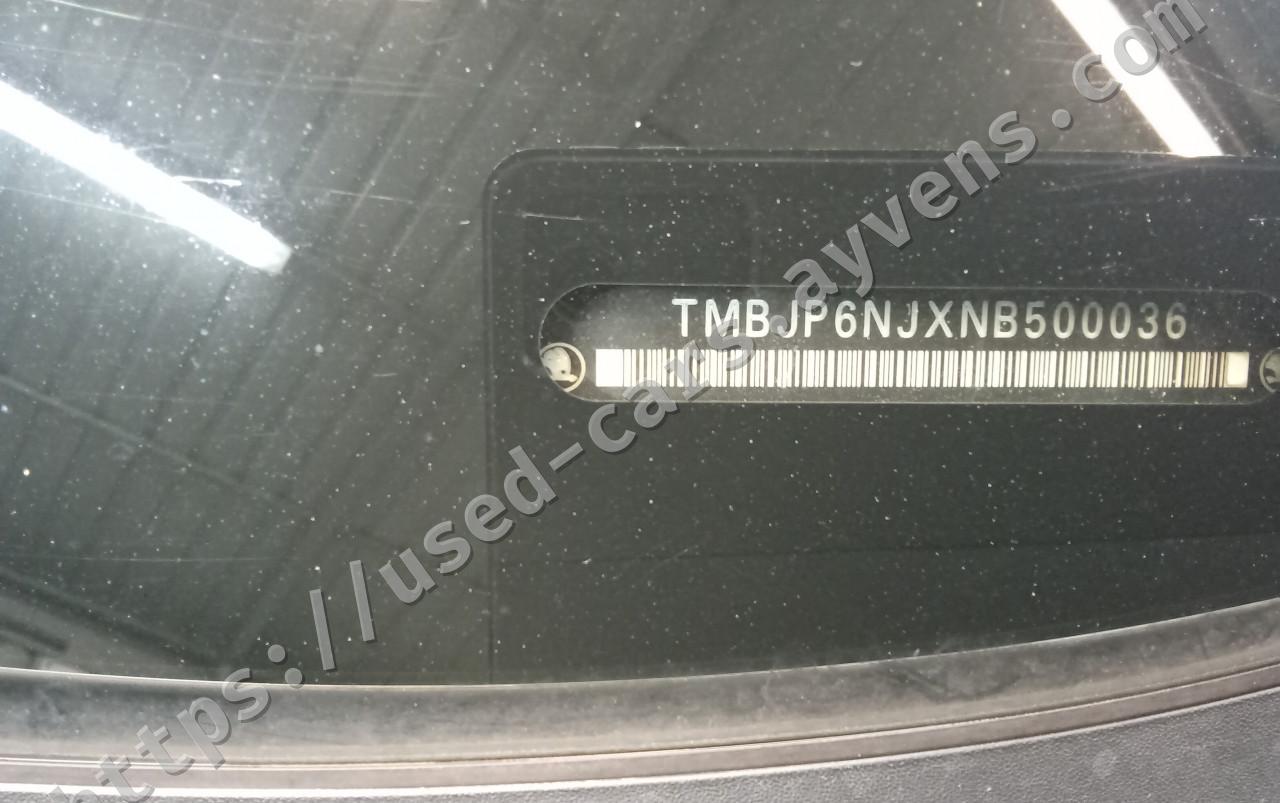 TMBJP6NJXNB500036
https://used-cars.ayvens.com